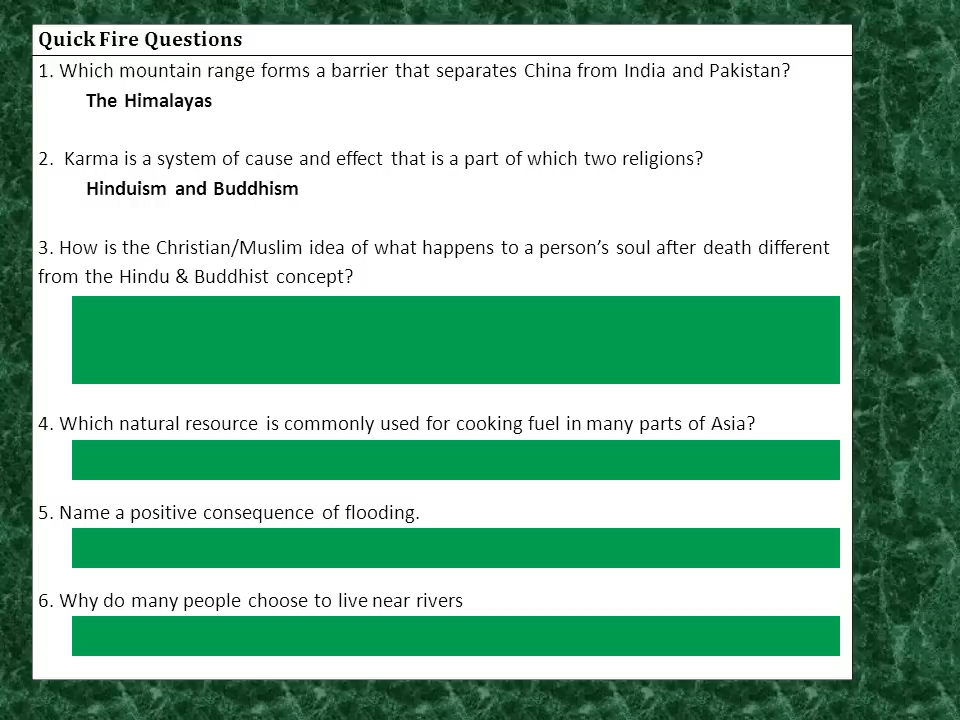 Quick Fire Questions
1. Which mountain range forms a barrier that separates China from India and Pakistan?
The Himalayas
2. Karma is a system of cause and effect that is a part of which two religions?
Hinduism and Buddhism
3. How is the Christian/Muslim idea of what happens to a person’s soul after death different
from the Hindu & Buddhist concept?
4. Which natural resource is commonly used for cooking fuel in many parts of Asia?
5. Name a positive consequence of flooding.
6. Why do many people choose to live near rivers